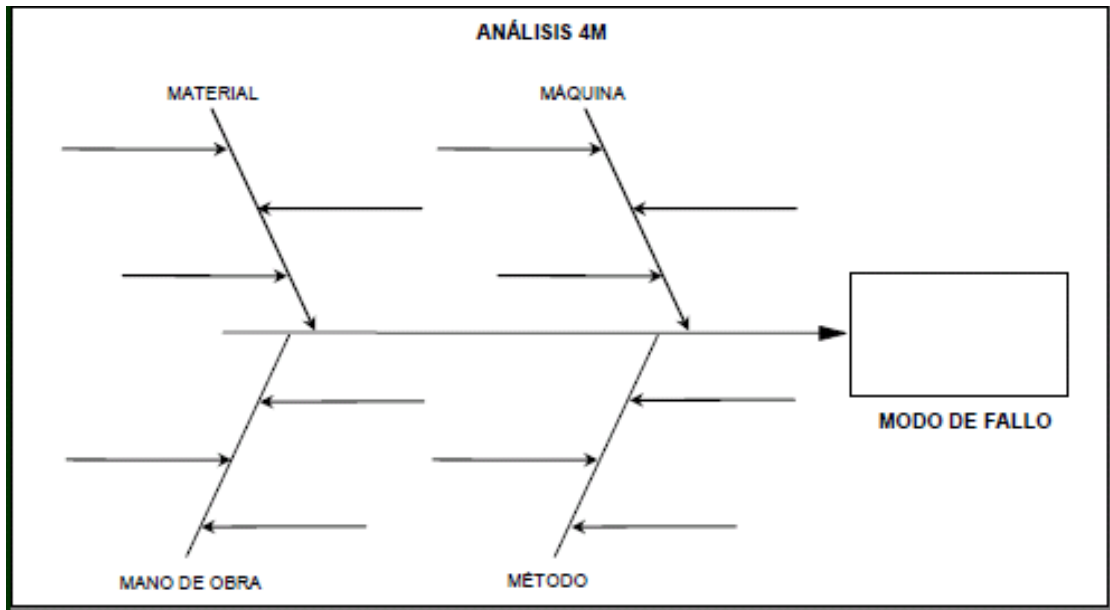 ANÁLISIS 4M
MATERIAL
MÁQUINA
MODO DE FALLO
MANO DE OBRA
MÉTODO